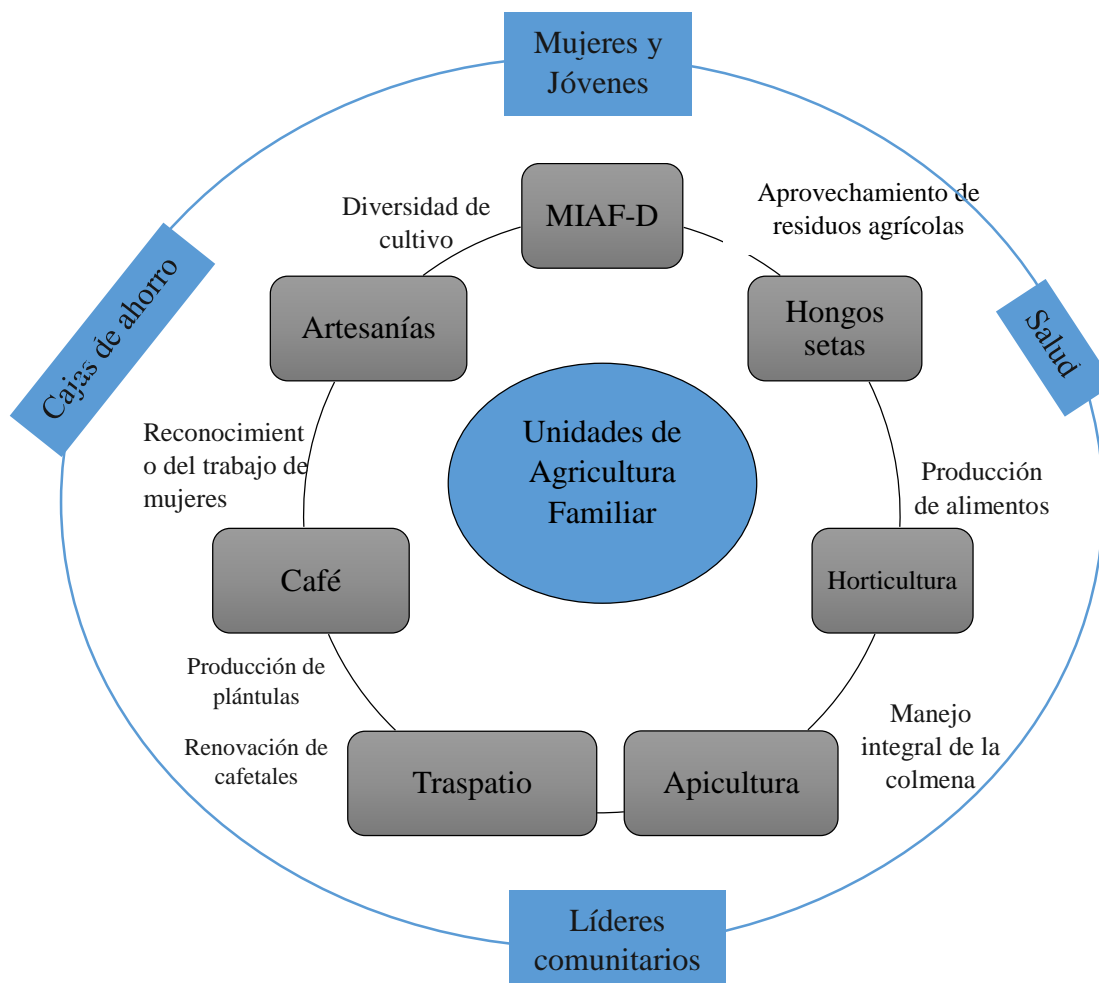 Mujeres y
Jóvenes
MIAF-D
Aprovechamiento de
residuos agrícolas
Diversidad de
cultivo
Cajas de ahorro
Artesanías
Hongos
setas
Salud
Unidades de
Agricultura
Familiar
Reconocimient
o del trabajo de
mujeres
Producción
de alimentos
Café
Horticultura
Producción de
plántulas
Renovación de
cafetales
Manejo
integral de la
colmena
Traspatio
Apicultura
Líderes
comunitarios